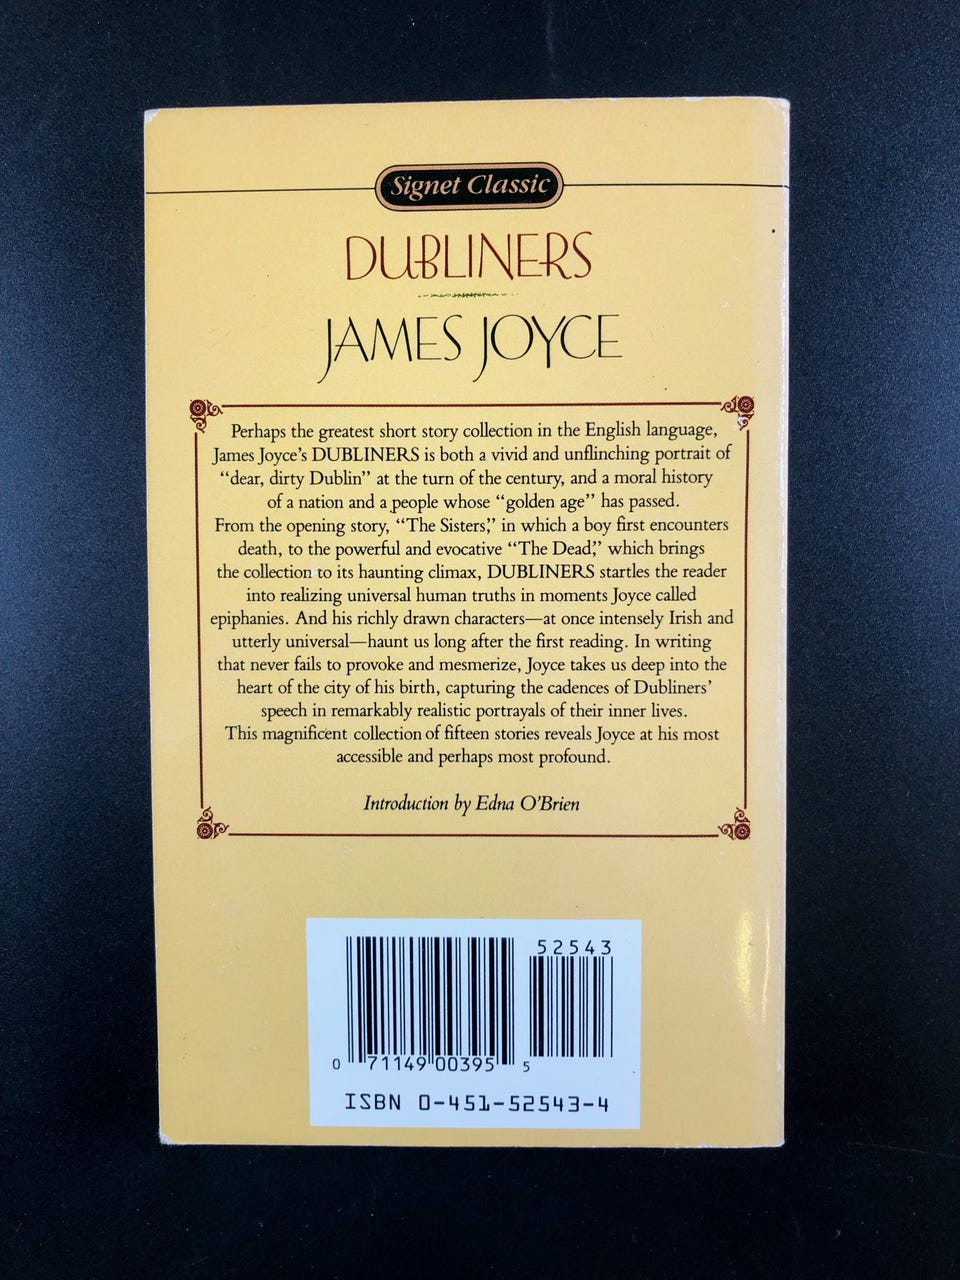 Signet Classic
DUBLINERS
JAMES JOYCE
Perhaps the greatest short story collection in the English language,
James Joyce's DUBLINERS is both a vivid and unflinching portrait of
"dear, dirty Dublin" at the turn of the century, and a moral history
of a nation and a people whose "golden age" has passed.
From the opening story, "The Sisters," in which a boy first encounters
death, to the powerful and evocative "The Dead," which brings
the collection to its haunting climax, DUBLINERS startles the reader
into realizing universal human truths in moments Joyce called
epiphanies. And his richly drawn characters—at once intensely Irish and
utterly universal—haunt us long after the first reading. In writing
that never fails to provoke and mesmerize, Joyce takes us deep into the
heart of the city of his birth, capturing the cadences of Dubliners'
speech in remarkably realistic portrayals of their inner lives.
This magnificent collection of fifteen stories reveals Joyce at his most
accessible and perhaps most profound.
Introduction by Edna O'Brien
52543
0 71149 00395 5
ISBN 0-451-52543-4